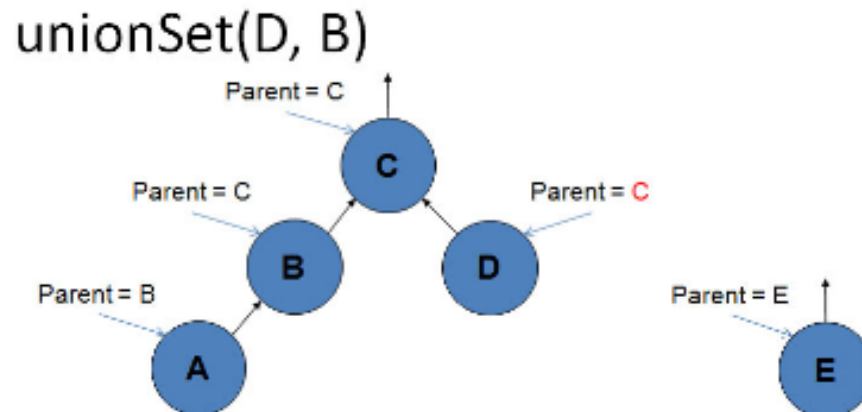 unionSet(D, B)
Parent = C
C
Parent = C
Parent = C
B
D
Parent = B
Parent = E
A
E